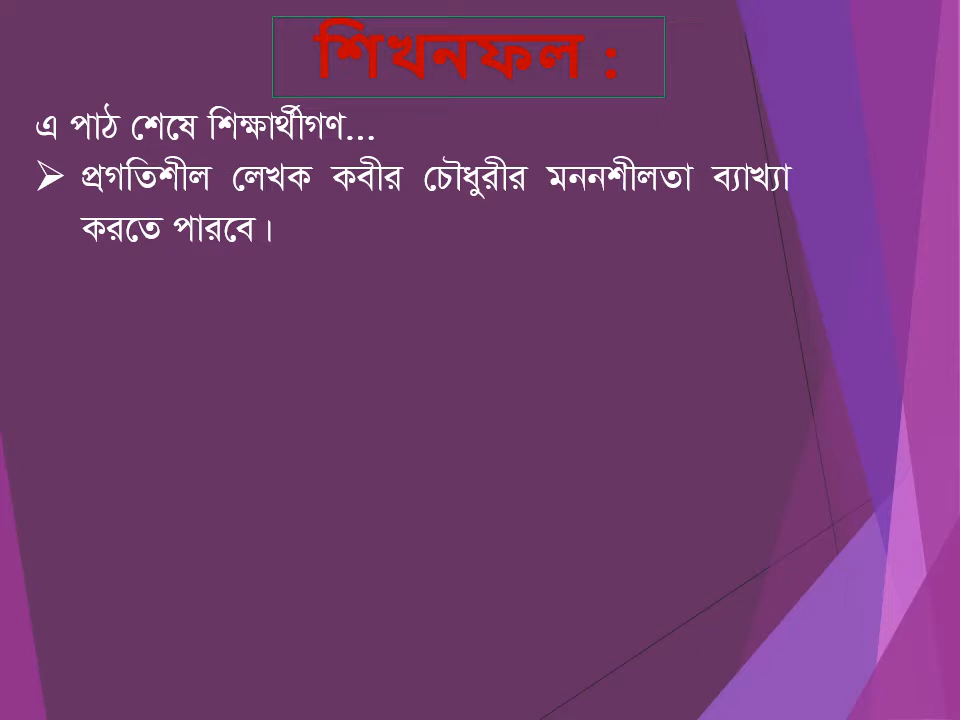 শিখনফল :
এ পাঠ শেষে শিক্ষার্থীগণ...
প্রগতিশীল লেখক কবীর চৌধুরীর মননশীলতা ব্যাখ্যা
করতে পারবে।